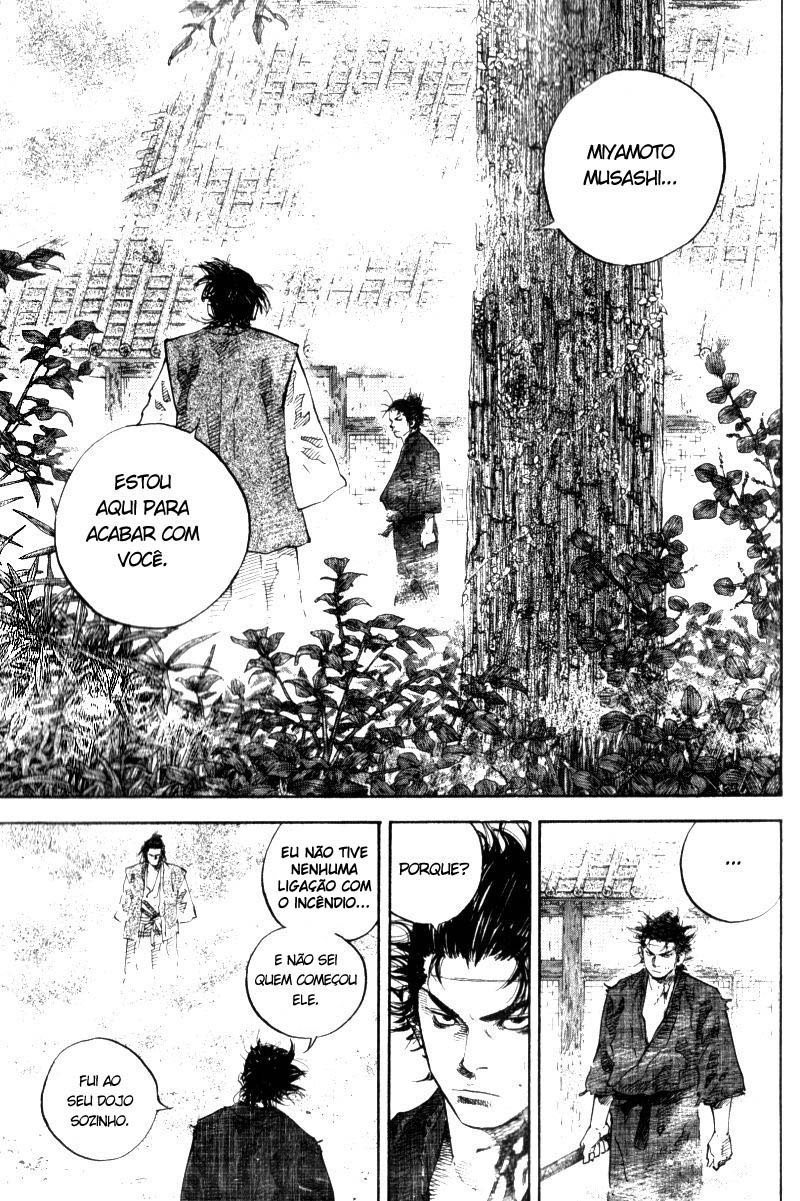 MIYAMOTO
MUSASHI...
ESTOU
AQUI PARA
ACABAR COM
VOCÊ.
...
PORQUE?
EU NÃO TIVE
NENHUMA
LIGAÇÃO COM
O INCÊNDIO...
E NÃO SEI
QUEM COMEÇOU
ELE.
FUI AO
SEU DOJO
SOZINHO.